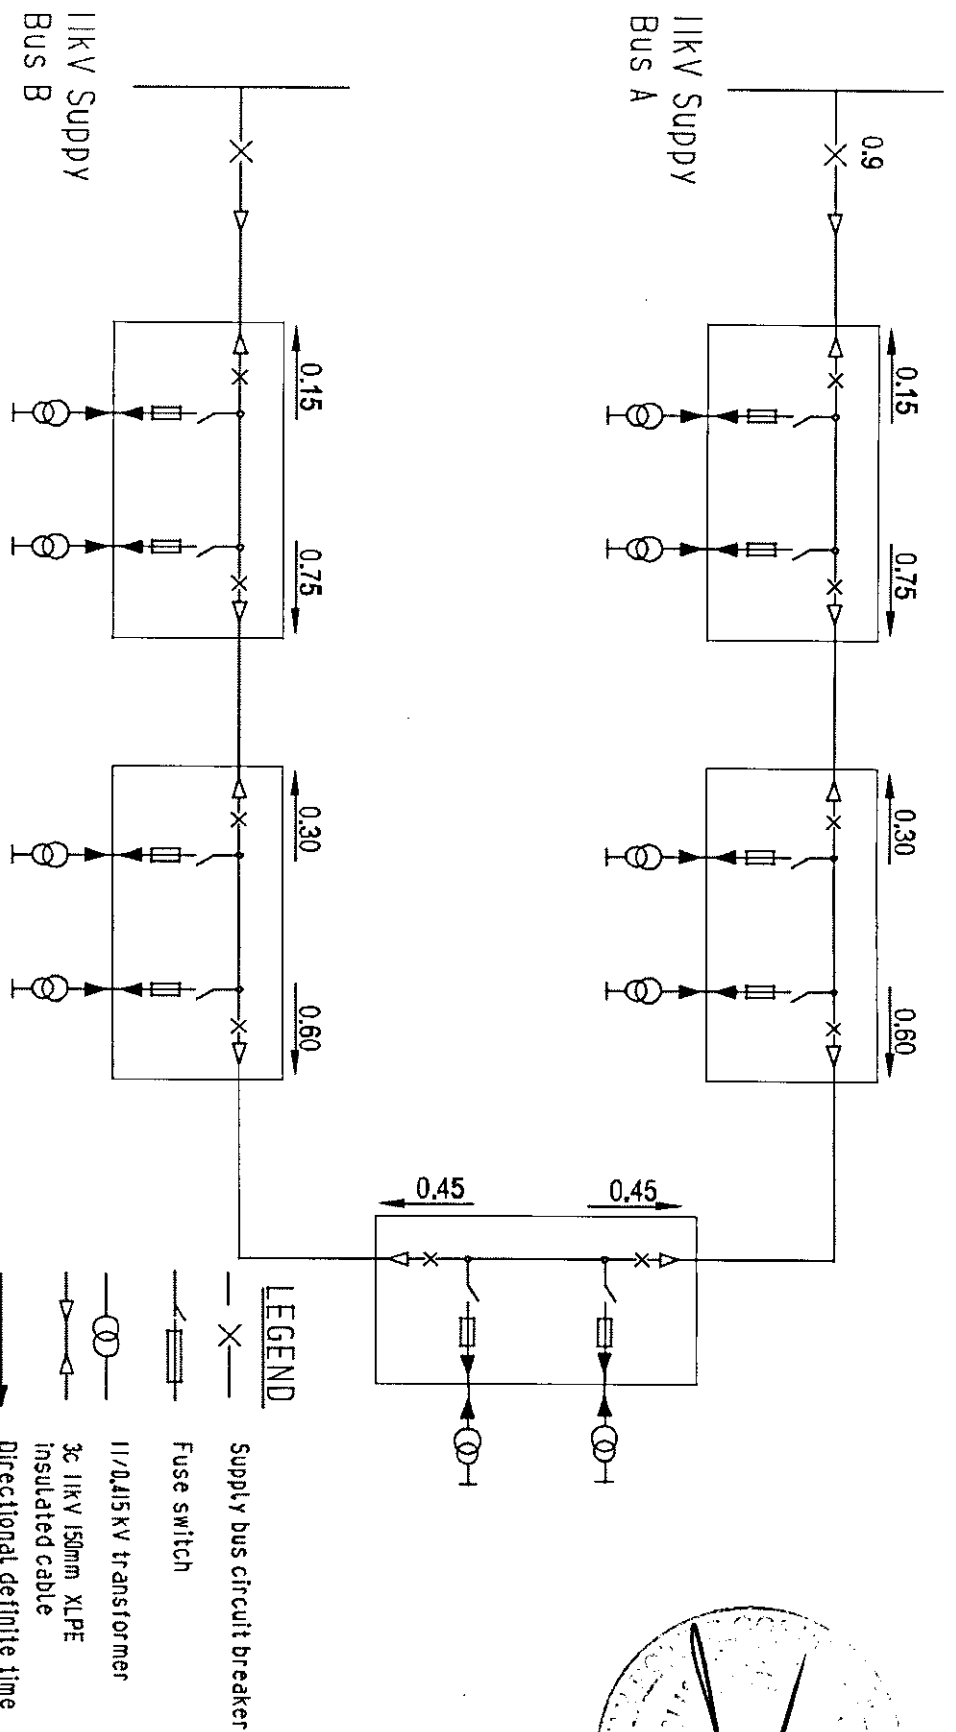 11kV Suppy
Bus A
0.9
0.15
0.75
0.30
0.60
0.45
0.45
11kV Suppy
Bus B
0.15
0.75
0.30
0.60
LEGEND
Supply bus circuit breaker
Fuse switch
11/0.415kV transformer
3c 11kV 150mm XLPE
insulated cable
Directional definite time